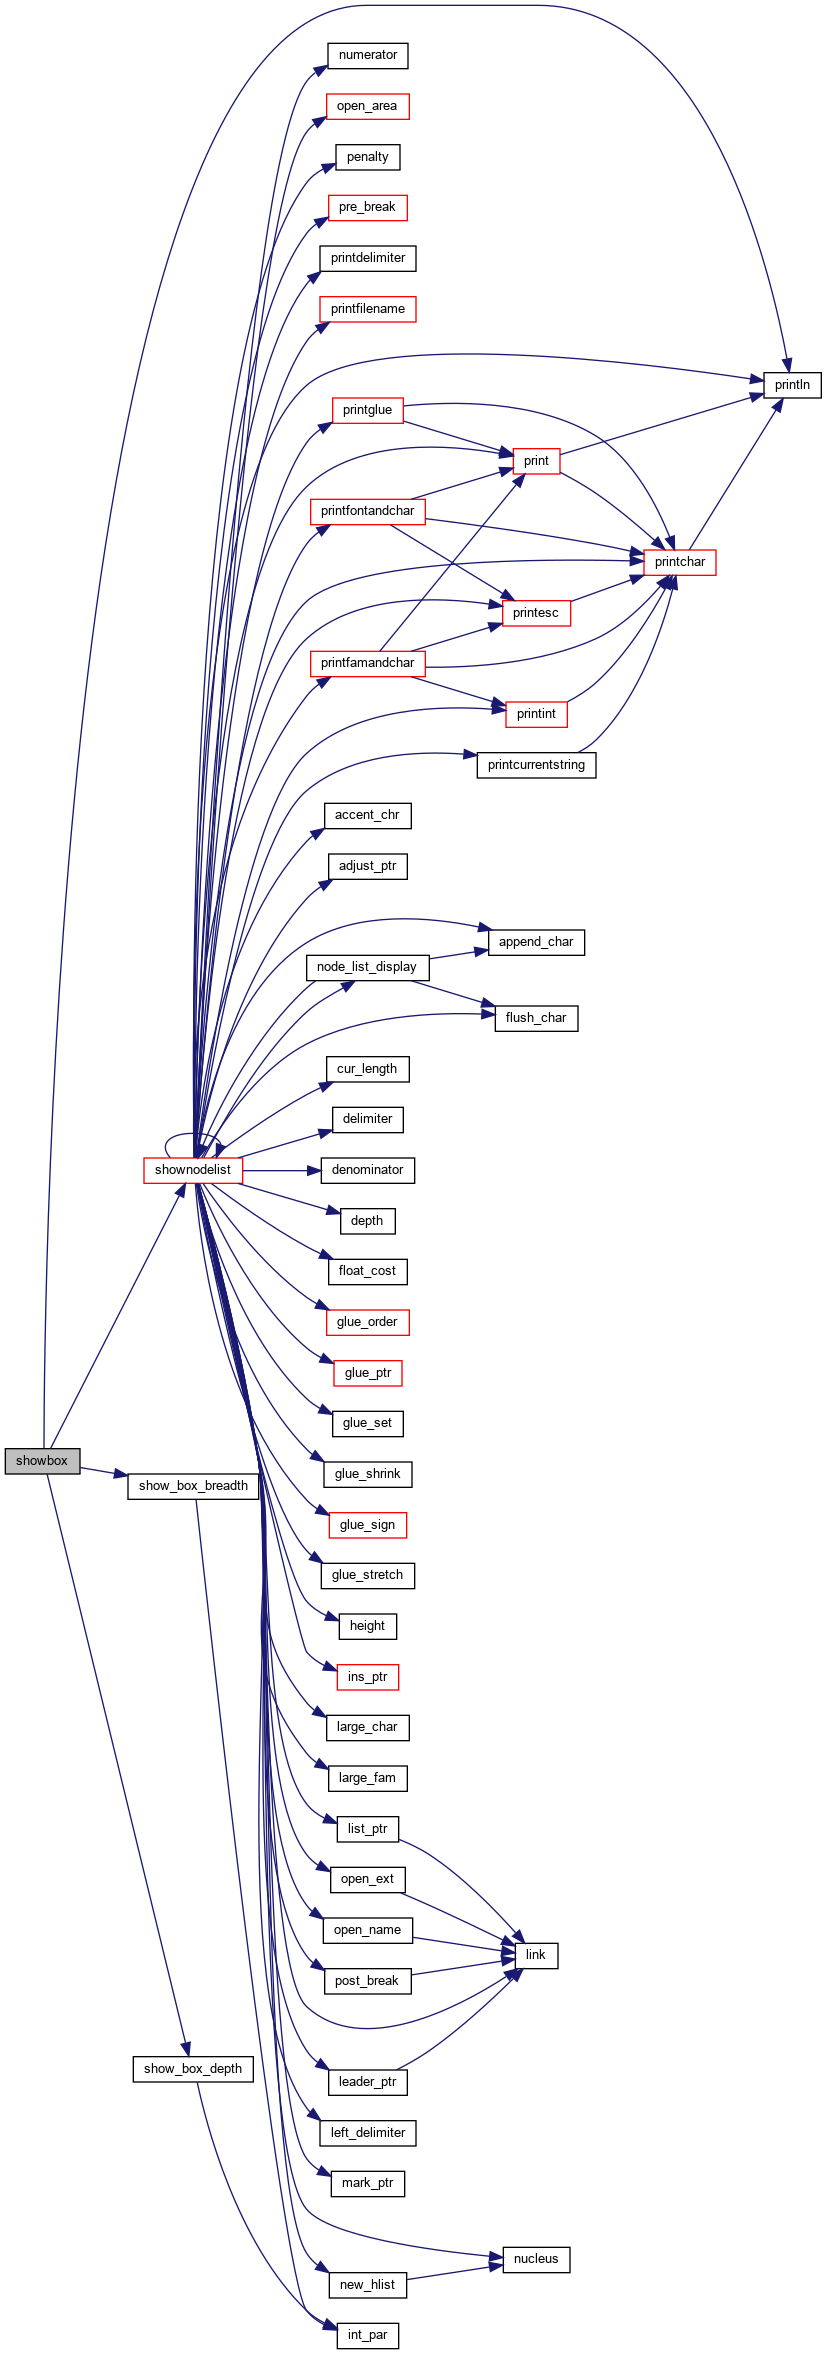 numerator
open_area
penalty
pre_break
printdelimiter
printfilename
println
printglue
print
printfontandchar
printchar
printesc
printfamandchar
printint
printcurrentstring
accent_chr
adjust_ptr
append_char
node_list_display
flush_char
cur_length
delimiter
shownodelist
denominator
depth
float_cost
glue_order
glue_ptr
glue_set
showbox
glue_shrink
show_box_breadth
glue_sign
glue_stretch
height
ins_ptr
large_char
large_fam
list_ptr
open_ext
open_name
link
post_break
show_box_depth
leader_ptr
left_delimiter
mark_ptr
nucleus
new_hlist
int_par